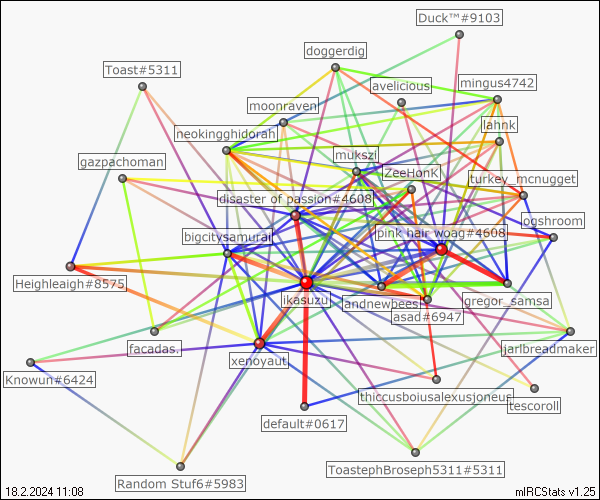 Duck™#9103
doggerdig
Toast#5311
avelicious
mingus4742
moonraven
lahnk
neokingghidorah
mukszi
gazpachoman
ZeeHonK
turkey_mcnugget
disaster of passion#4608
ogshroom
bigcitysamurai
pink hair woag#4608
Heighleaigh#8575
ikasuzu
andnewbees
gregor_samsa
asad#6947
facadas.
xenoyaut
jarlbreadmaker
Knowun#6424
thiccusboiusalexusjoneus
tescoroll
default#0617
ToastephBroseph5311#5311
Random Stuf6#5983
18.2.2024 11:08
mIRCStats v1.25